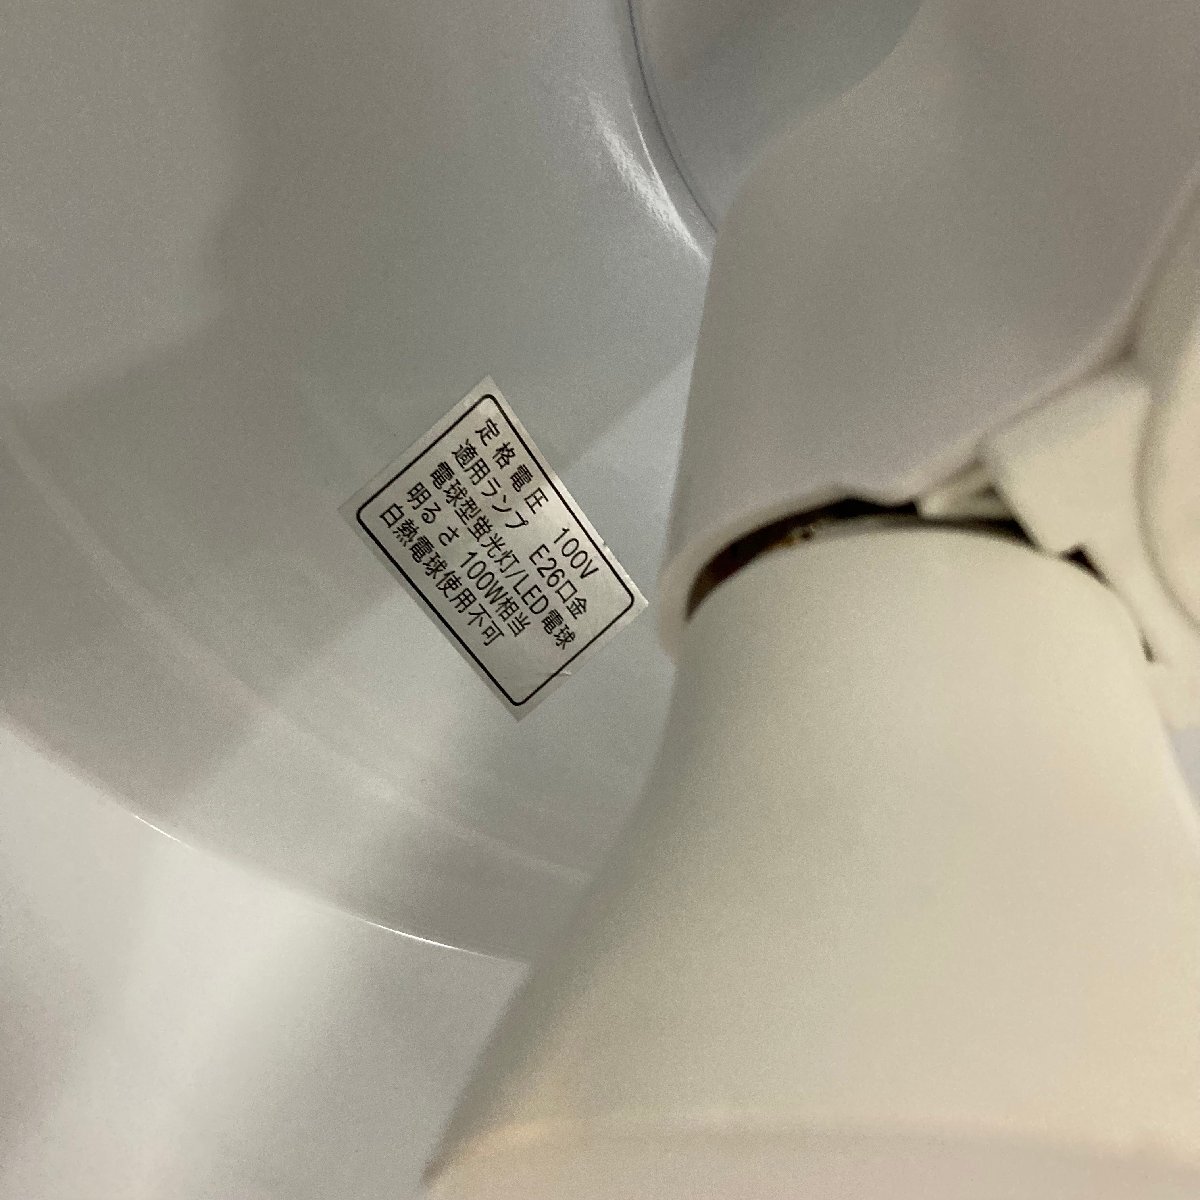 定格電圧 100V
適用ランプ E26口金
電球型蛍光灯/LED電球
明るさ 100W相当
白熱電球使用不可